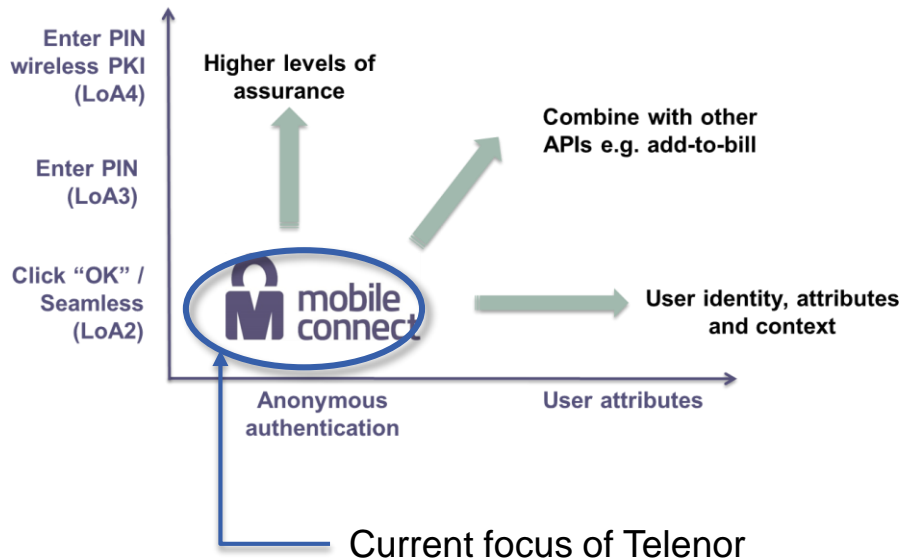 Enter PIN
wireless PKI
(LoA4)
Higher levels of
assurance
Combine with other
APIs e.g. add-to-bill
Enter PIN
(LoA3)
Click “OK” /
Seamless
(LoA2)
mobile
connect
User identity, attributes
and context
Anonymous
authentication
User attributes
Current focus of Telenor